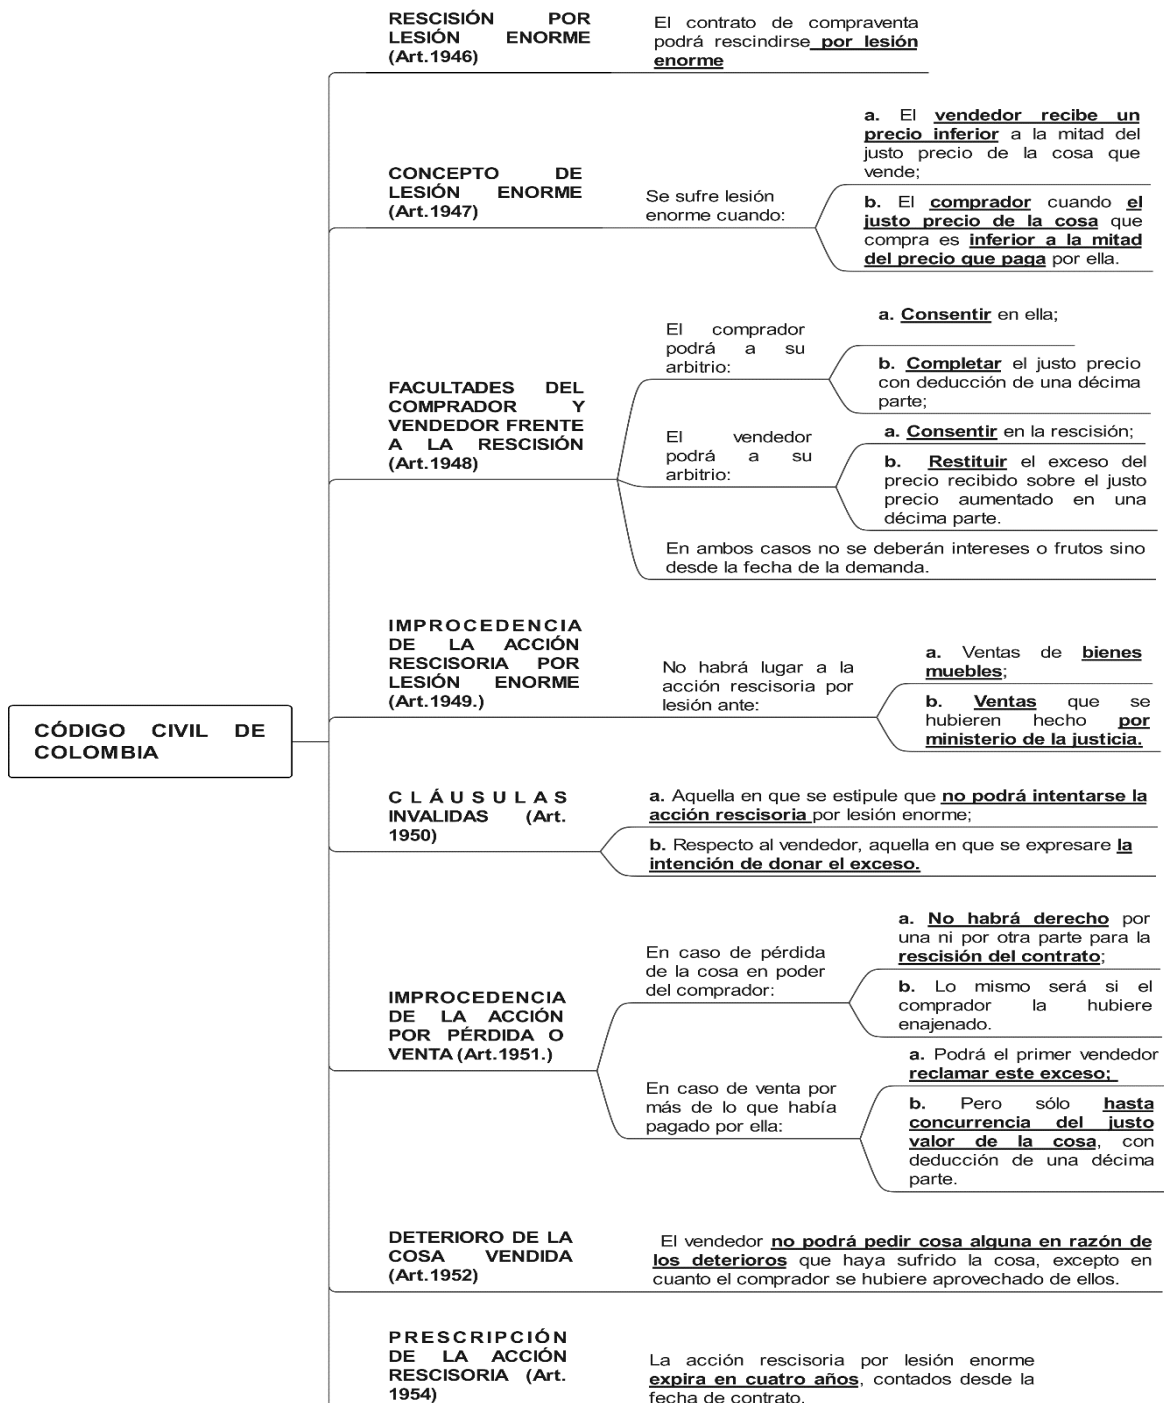 RESCISIÓN POR
LESIÓN ENORME
(Art.1946)
El contrato de compraventa
podrá rescindirse por lesión
enorme
CONCEPTO DE
LESIÓN ENORME
(Art.1947)
Se sufre lesión
enorme cuando:
a. El vendedor recibe un
precio inferior a la mitad del
justo precio de la cosa que
vende;
b. El comprador cuando el
justo precio de la cosa que
compra es inferior a la mitad
del precio que paga por ella.
FACULTADES DEL
COMPRADOR Y
VENDEDOR FRENTE
A LA RESCISIÓN
(Art.1948)
El comprador
podrá a su
arbitrio:
a. Consentir en ella;
b. Completar el justo precio
con deducción de una décima
parte;
El vendedor
podrá a su
arbitrio:
a. Consentir en la rescisión;
b. Restituir el exceso del
precio recibido sobre el justo
precio aumentado en una
décima parte.
En ambos casos no se deberán intereses o frutos sino
desde la fecha de la demanda.
IMPROCEDENCIA
DE LA ACCIÓN
RESCISORIA POR
LESIÓN ENORME
(Art.1949.)
No habrá lugar a la
acción rescisoria por
lesión ante:
a. Ventas de bienes
muebles;
b. Ventas que se
hubieren hecho por
ministerio de la justicia.
CÓDIGO CIVIL DE
COLOMBIA
CLÁUSULAS
INVALIDAS (Art.
1950)
a. Aquella en que se estipule que no podrá intentarse la
acción rescisoria por lesión enorme;
b. Respecto al vendedor, aquella en que se expresare la
intención de donar el exceso.
IMPROCEDENCIA
DE LA ACCIÓN
POR PÉRDIDA O
VENTA (Art.1951.)
En caso de pérdida
de la cosa en poder
del comprador:
a. No habrá derecho por
una ni por otra parte para la
rescisión del contrato;
b. Lo mismo será si el
comprador la hubiere
enajenado.
En caso de venta por
más de lo que había
pagado por ella:
a. Podrá el primer vendedor
reclamar este exceso;
b. Pero sólo hasta
concurrencia del justo
valor de la cosa, con
deducción de una décima
parte.
DETERIORO DE LA
COSA VENDIDA
(Art.1952)
El vendedor no podrá pedir cosa alguna en razón de
los deterioros que haya sufrido la cosa, excepto en
cuanto el comprador se hubiere aprovechado de ellos.
PRESCRIPCIÓN
DE LA ACCIÓN
RESCISORIA (Art.
1954)
La acción rescisoria por lesión enorme
expira en cuatro años, contados desde la
fecha de contrato.